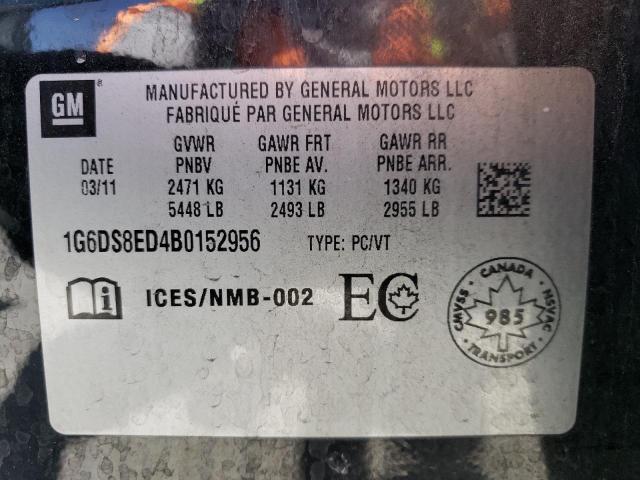 GM ®
MANUFACTURED BY GENERAL MOTORS LLC
FABRIQUÉ PAR GENERAL MOTORS LLC
GVWR GAWR FRT GAWR RR
DATE PNBV PNBE AV. PNBE ARR.
03/11 2471 KG 1131 KG 1340 KG
5448 LB 2493 LB 2955 LB
1G6DS8ED4B0152956 TYPE: PC/VT
i ICES/NMB-002 EC
CANADA
CMVSS 985 NSVAC
TRANSPORT